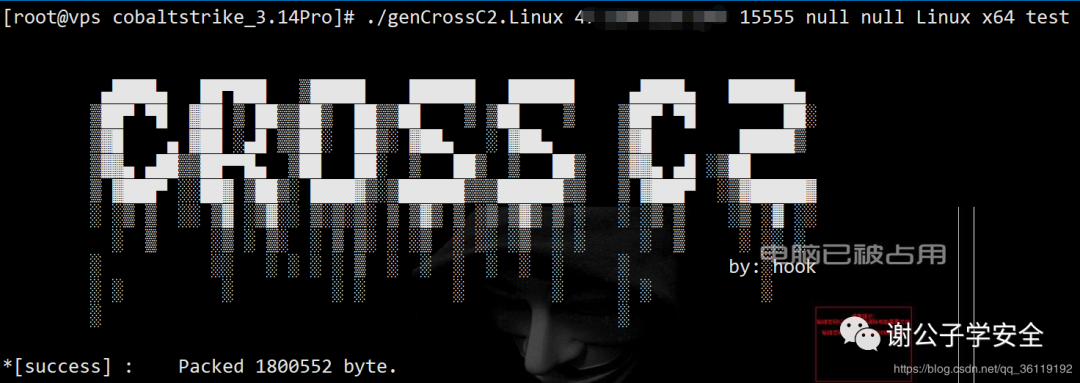 [root@vps cobaltstrike_3.14Pro]# ./genCrossC2.Linux 4 15555 null null Linux x64 test
CROSS C2
电脑已被占用
by: hook
谢公子学安全
*[success] : Packed 1800552 byte.
https://blog.csdn.net/qq_36119192